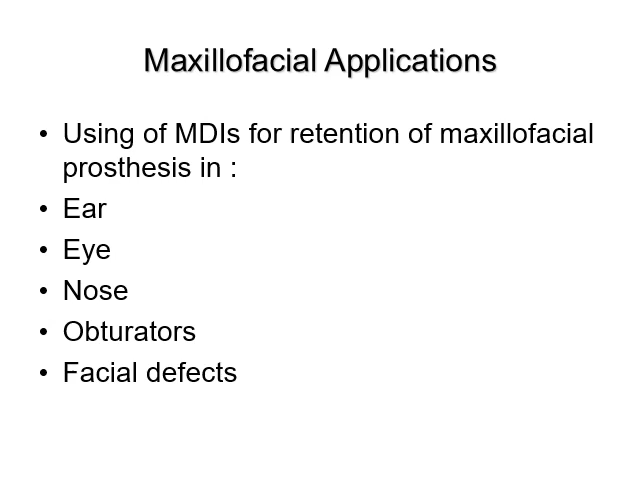 Maxillofacial Applications
• Using of MDIs for retention of maxillofacial
prosthesis in :
• Ear
• Eye
• Nose
• Obturators
• Facial defects